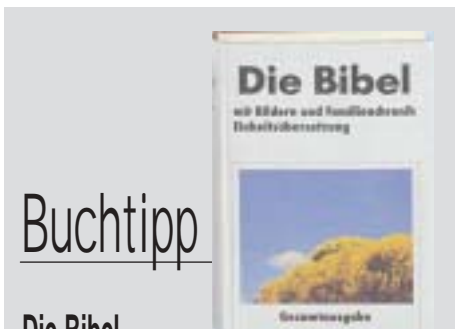 Die Bibel
mit Bildern und Familienchronik
Einheitsübersetzung
Buchtipp
Gesamtausgabe
Die Bibel